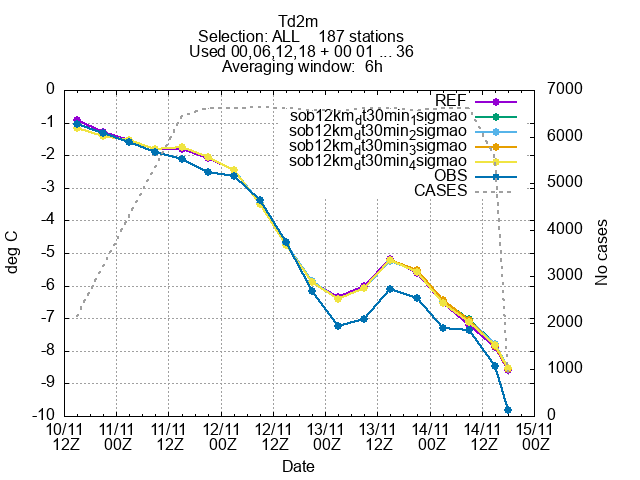 Td2m
Selection: ALL 187 stations
Used 00,06,12,18 + 00 01 ... 36
Averaging window: 6h
REF
sob12km_dt30min_1sigmao
sob12km_dt30min_2sigmao
sob12km_dt30min_3sigmao
sob12km_dt30min_4sigmao
OBS
CASES
deg C
0
-1
-2
-3
-4
-5
-6
-7
-8
-9
-10
No cases
7000
6000
5000
4000
3000
2000
1000
0
10/11 11/11 11/11 12/11 12/11 13/11 13/11 14/11 14/11 15/11
12Z 00Z 12Z 00Z 12Z 00Z 12Z 00Z 12Z 00Z
Date